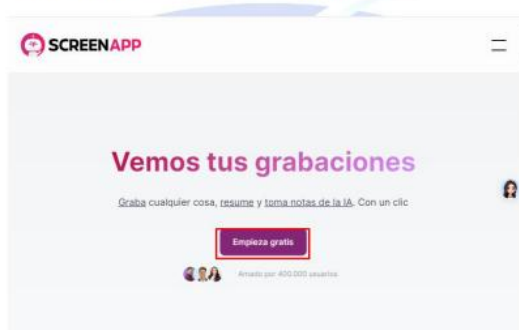 SCREENAPP
Vemos tus grabaciones
Graba cualquier cosa, resume y toma notas de la IA. Con un clic
Empieza gratis
Amado por 400.000 usuarios